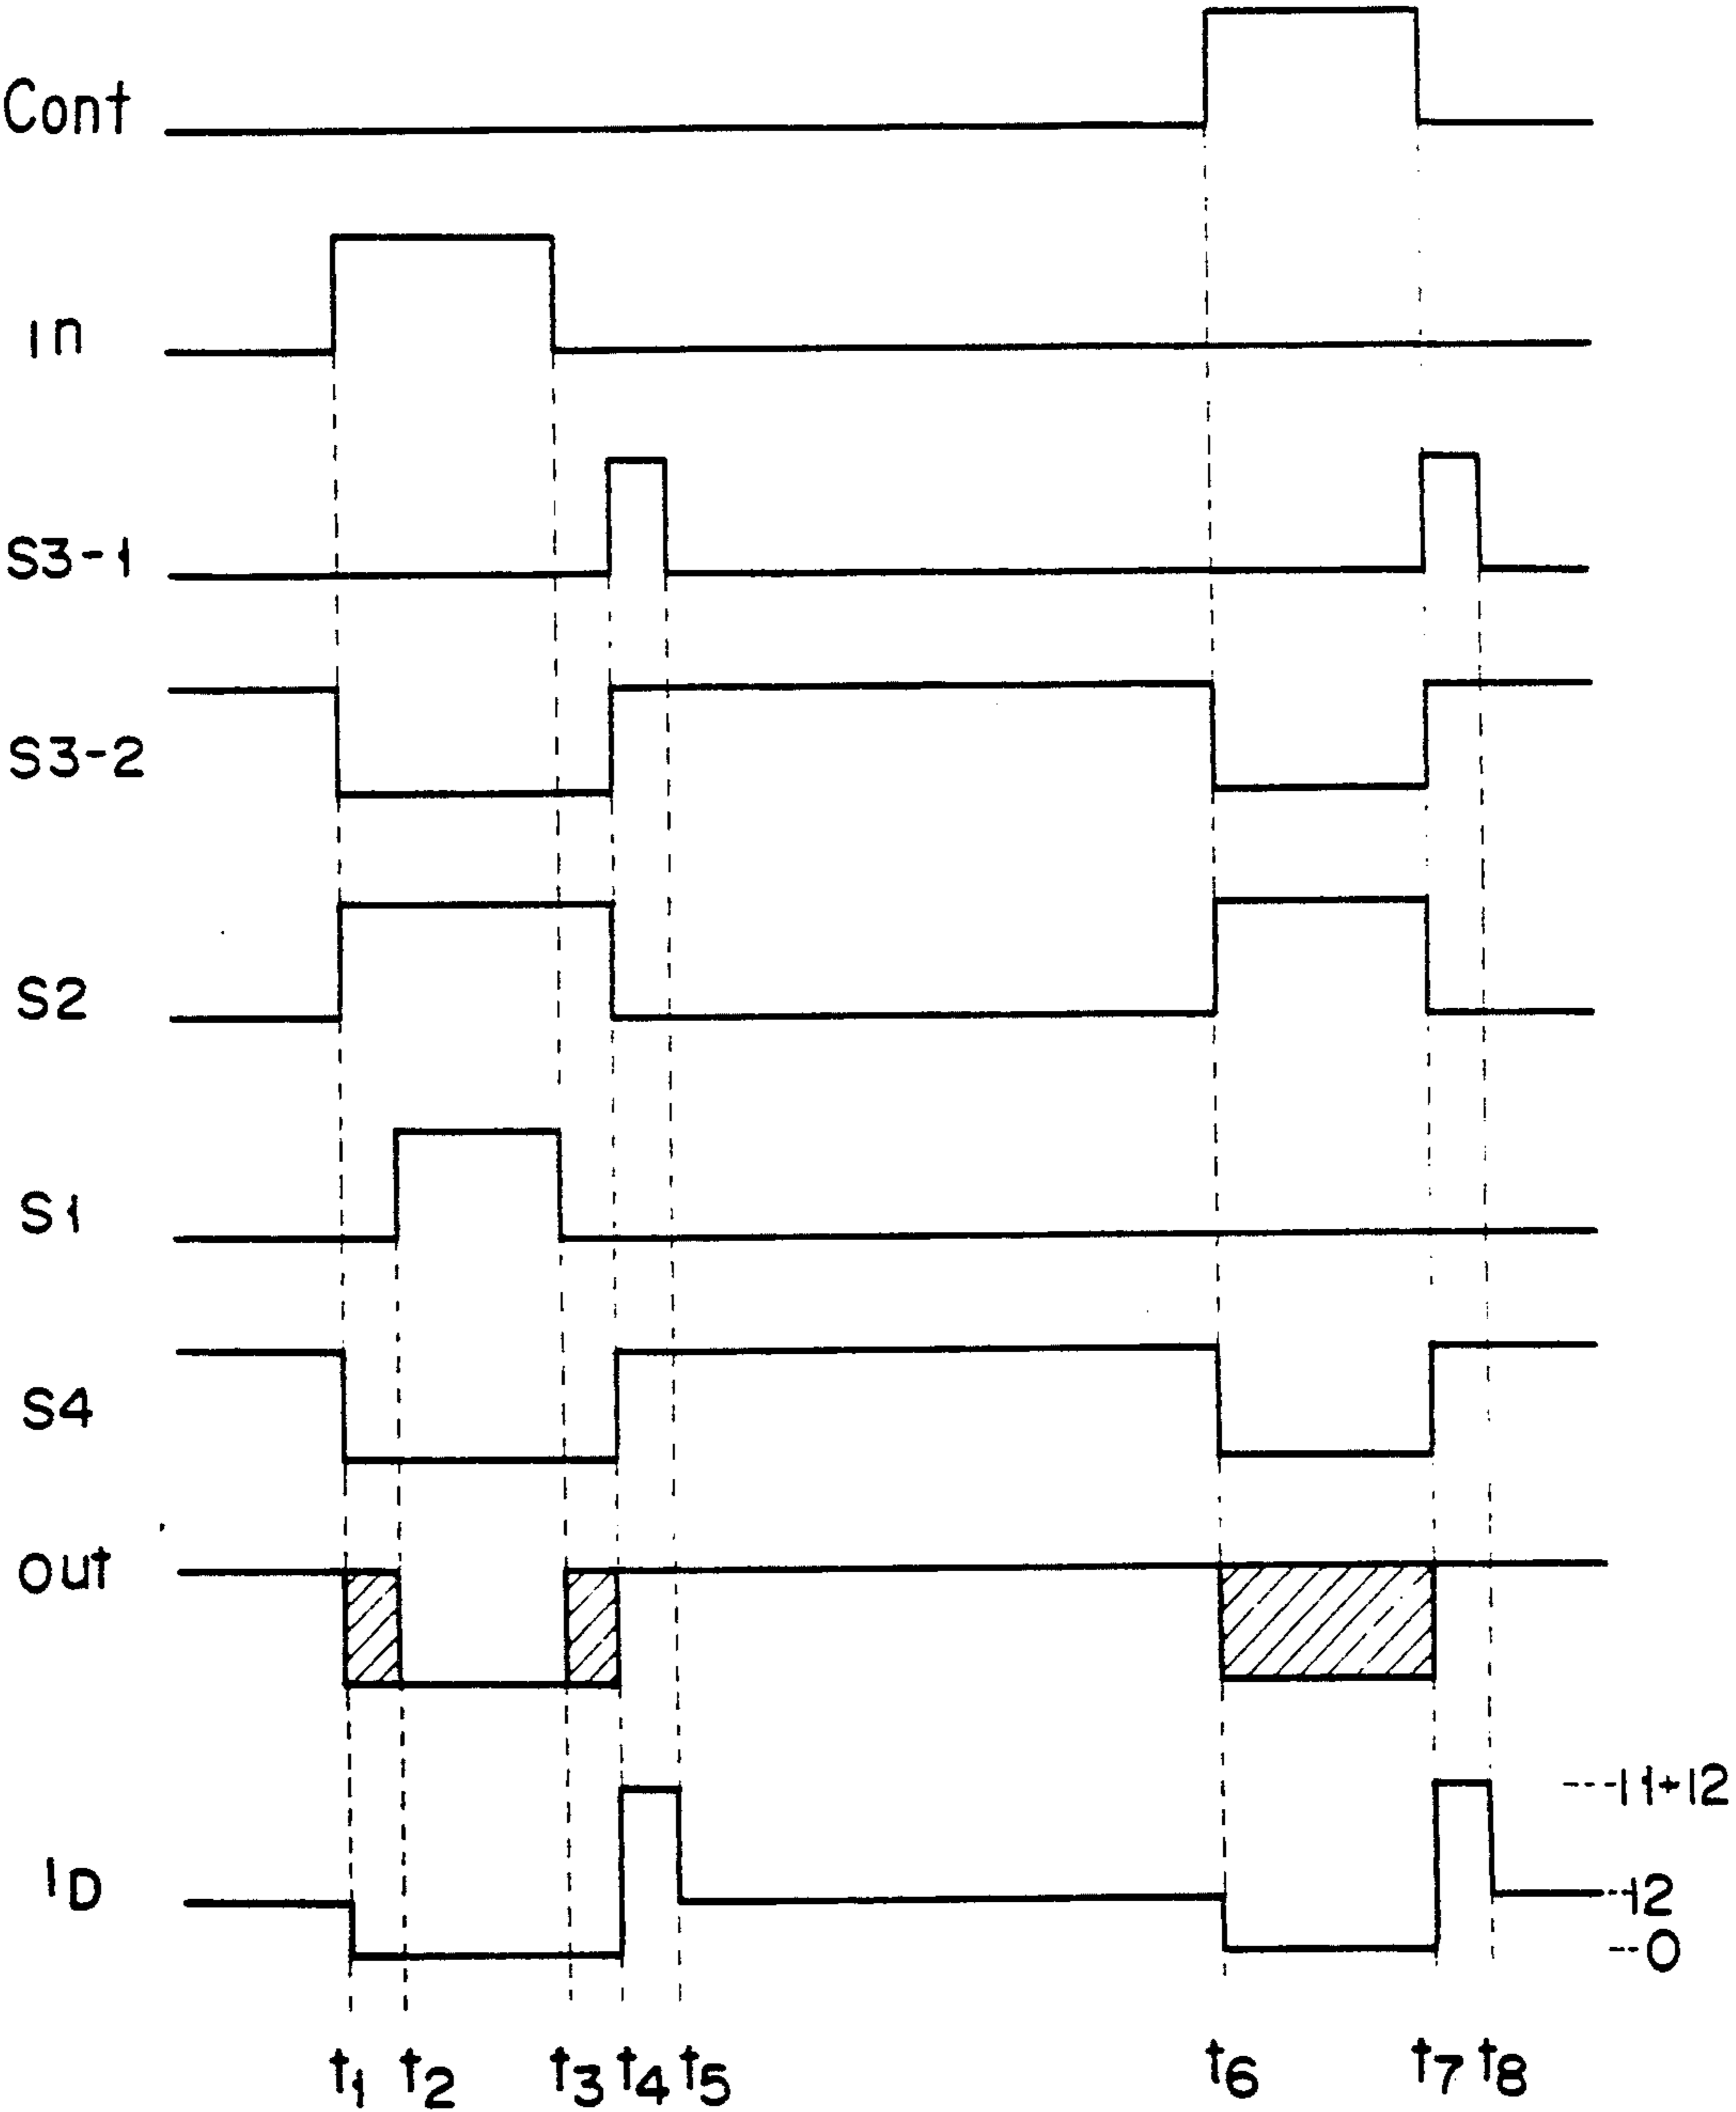 Cont
In
S3-1
S3-2
S2
S1
S4
out
---I1+I2
ID
--I2
--0
t1 t2 t3 t4 t5 t6 t7 t8